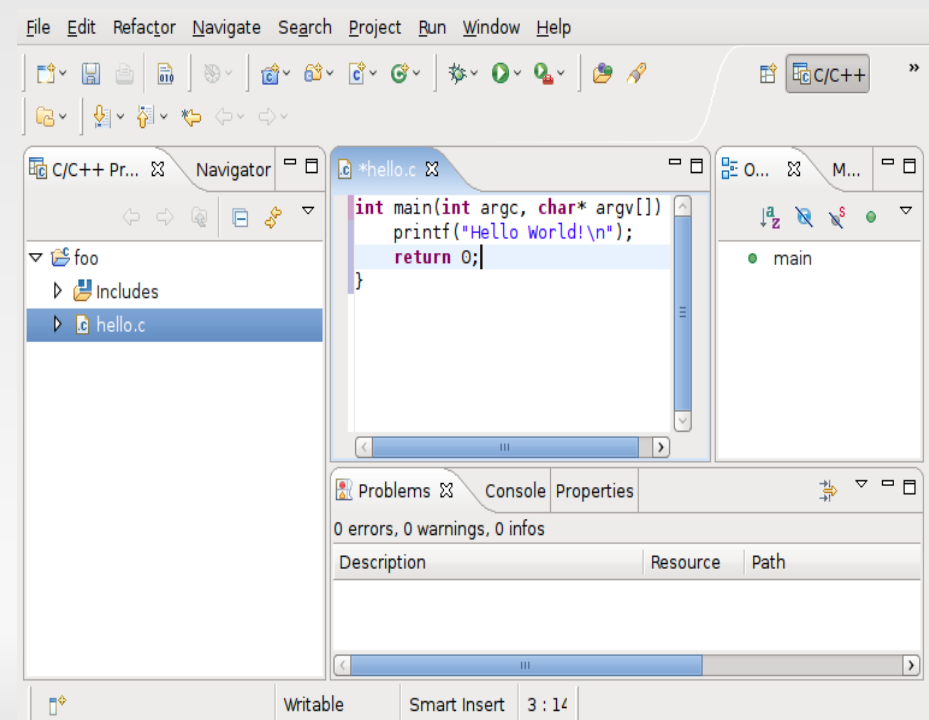 File Edit Refactor Navigate Search Project Run Window Help
010
C/C++ »
C/C++ Pr... Navigator
*hello.c
O... M...
int main(int argc, char* argv[])
printf("Hello World!\n");
return 0;
}
foo
Includes
hello.c
main
Problems Console Properties
0 errors, 0 warnings, 0 infos
Description Resource Path
Writable Smart Insert 3 : 14